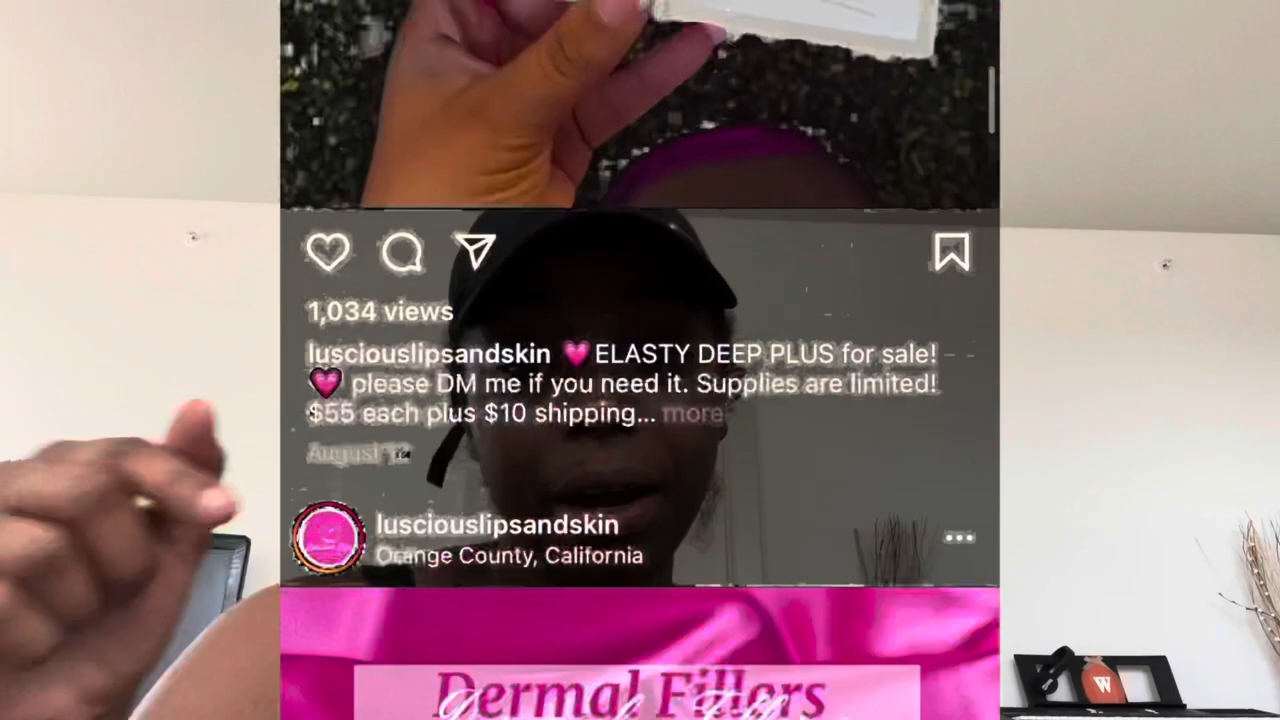 1,034 views
lusciouslipsandskin 💗ELASTY DEEP PLUS for sale!
💗 please DM me if you need it. Supplies are limited!
$55 each plus $10 shipping... more
August
lusciouslipsandskin
Orange County, California
Dermal Fillers
W